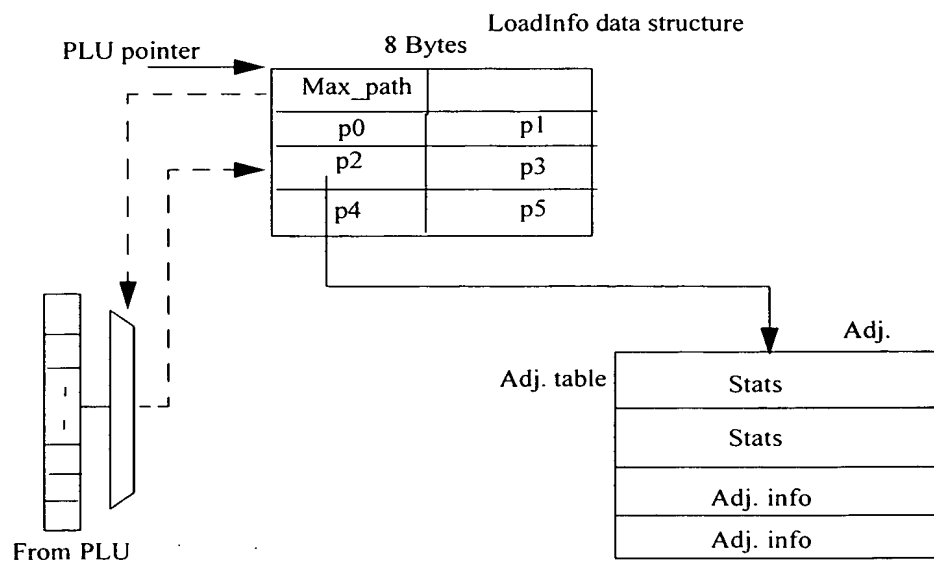 LoadInfo data structure
8 Bytes
PLU pointer
Max_path
p0 p1
p2 p3
p4 p5
Adj.
Adj. table
Stats
Stats
Adj. info
Adj. info
From PLU